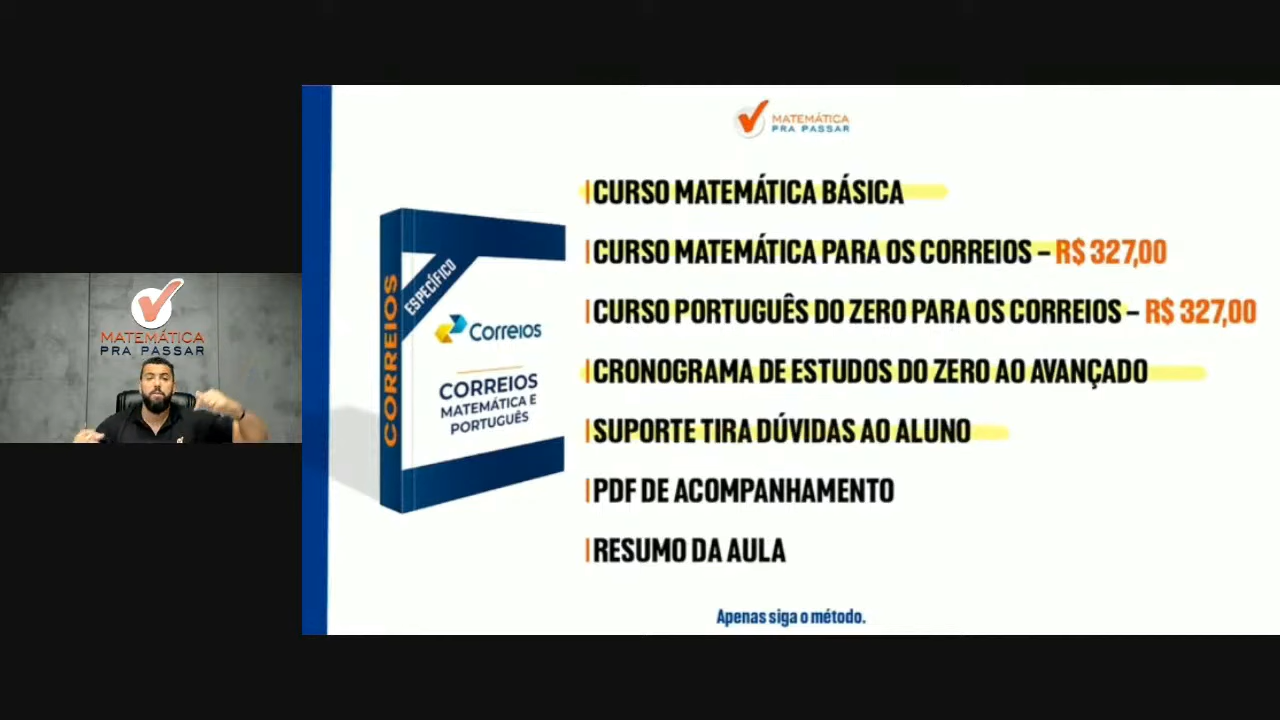 MATEMÁTICA
PRA PASSAR
CURSO MATEMÁTICA BÁSICA
CURSO MATEMÁTICA PARA OS CORREIOS – R$ 327,00
CURSO PORTUGUÊS DO ZERO PARA OS CORREIOS – R$ 327,00
CRONOGRAMA DE ESTUDOS DO ZERO AO AVANÇADO
SUPORTE TIRA DÚVIDAS AO ALUNO
PDF DE ACOMPANHAMENTO
RESUMO DA AULA
Apenas siga o método.
CORREIOS
ESPECÍFICO
Correios
CORREIOS
MATEMÁTICA E
PORTUGUÊS
MATEMÁTICA
PRA PASSAR